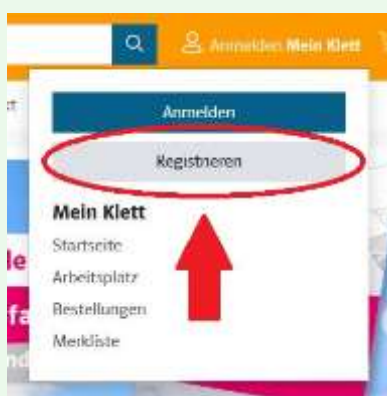 Anmelden Mein Klett
Anmelden
Registrieren
Mein Klett
Startseite
Arbeitsplatz
Bestellungen
Merkliste